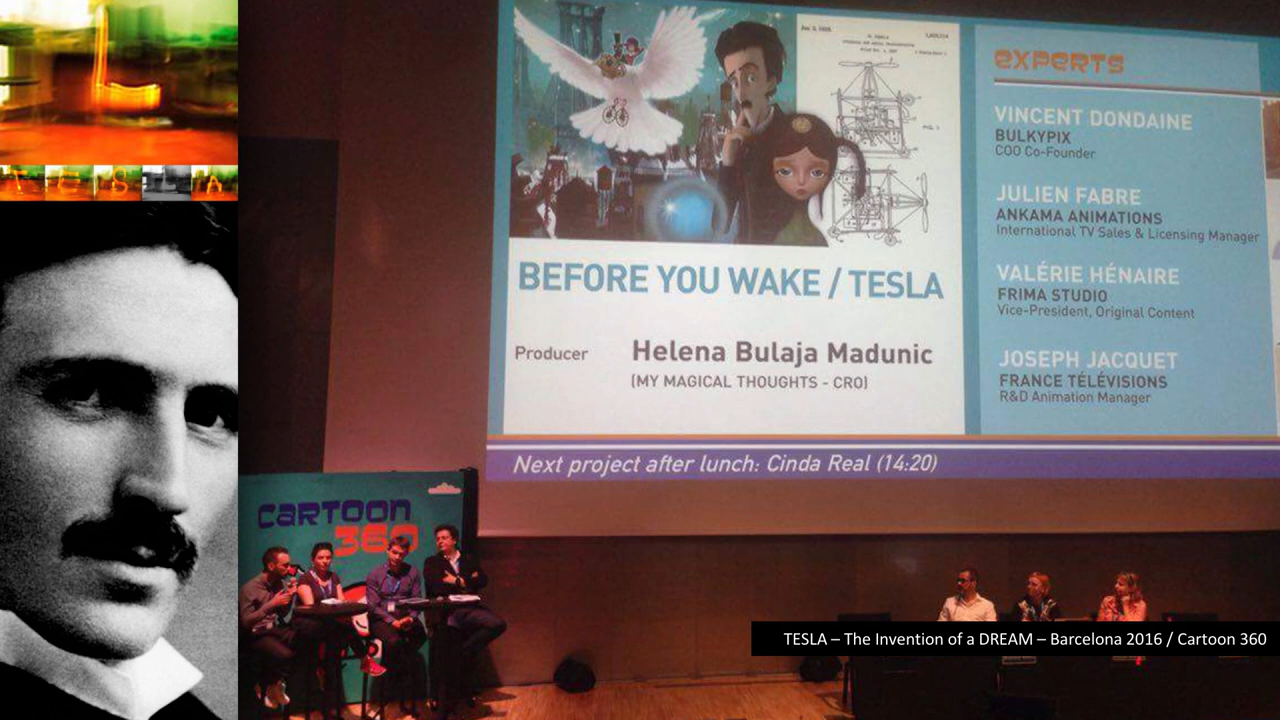 TESLA
BEFORE YOU WAKE / TESLA
Producer
Helena Bulaja Madunic
(MY MAGICAL THOUGHTS - CRO)
EXPERTS
VINCENT DONDAINE
BULKYPIX
COO Co-Founder
JULIEN FABRE
ANKAMA ANIMATIONS
International TV Sales & Licensing Manager
VALÉRIE HÉNAIRE
FRIMA STUDIO
Vice-President, Original Content
JOSEPH JACQUET
FRANCE TÉLÉVISIONS
R&D Animation Manager
Next project after lunch: Cinda Real (14:20)
CARTOON
360
TESLA – The Invention of a DREAM – Barcelona 2016 / Cartoon 360